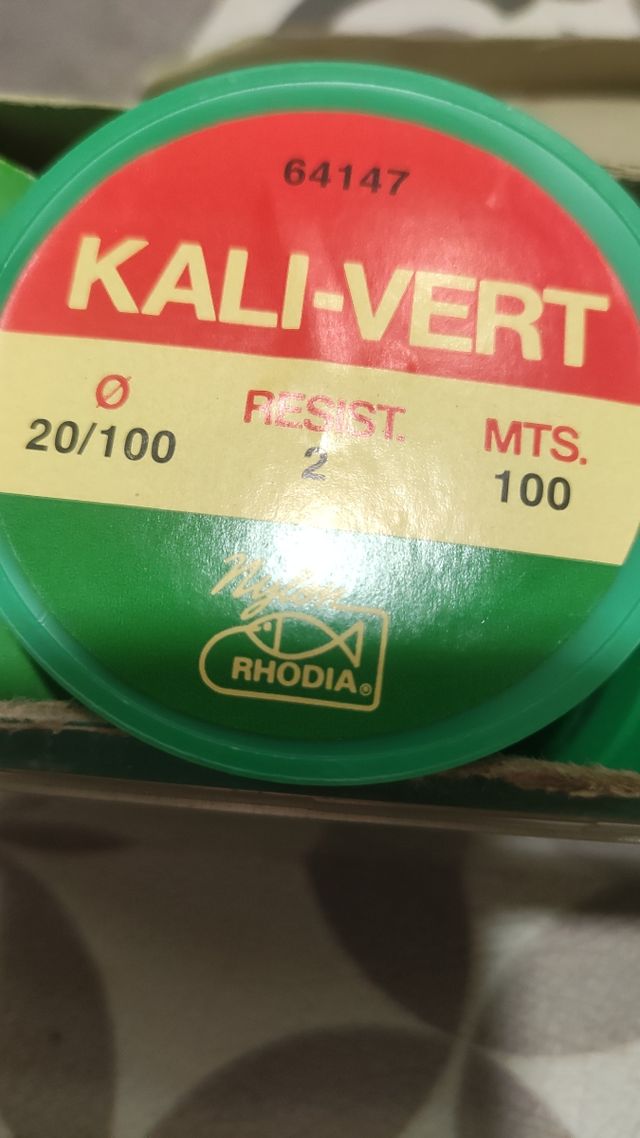 64147
KALI-VERT
Ø RESIST. MTS.
20/100 2 100
Nylon
RHODIA®